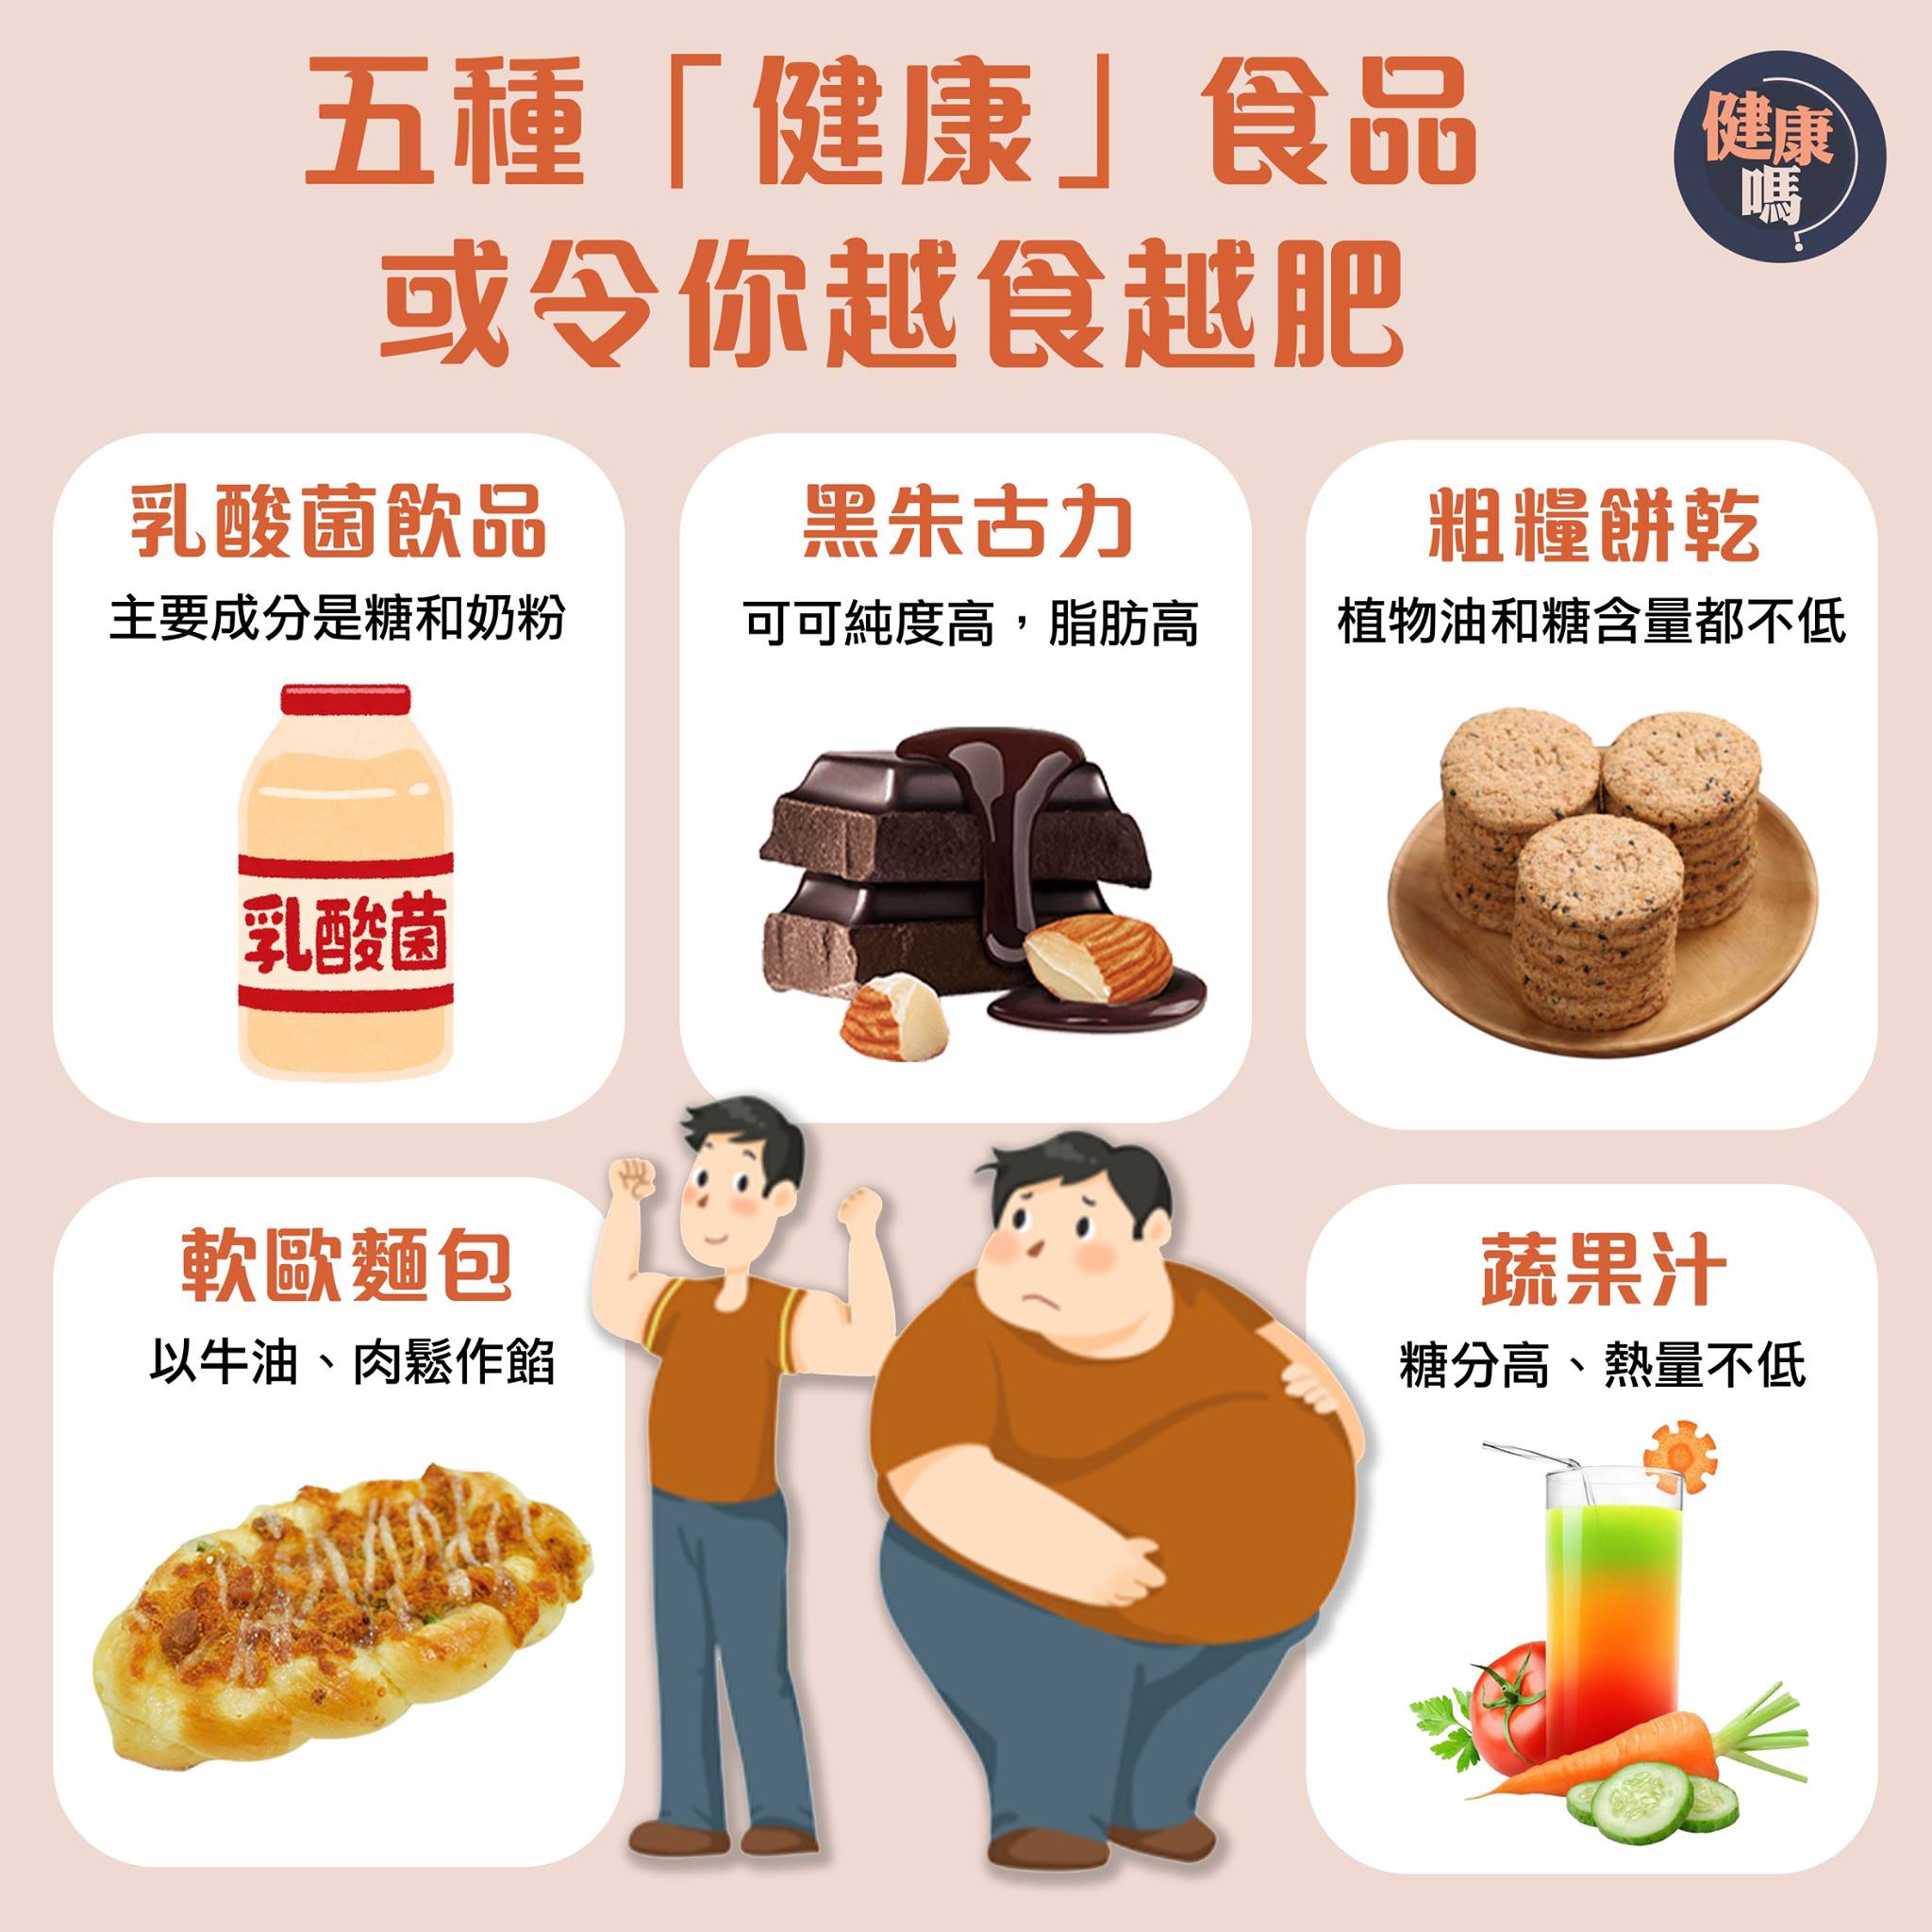 五種「健康」食品
或令你越食越肥
健康
嗎?
乳酸菌飲品
主要成分是糖和奶粉
乳酸菌
黑朱古力
可可純度高，脂肪高
粗糧餅乾
植物油和糖含量都不低
軟歐麵包
以牛油、肉鬆作餡
蔬果汁
糖分高、熱量不低